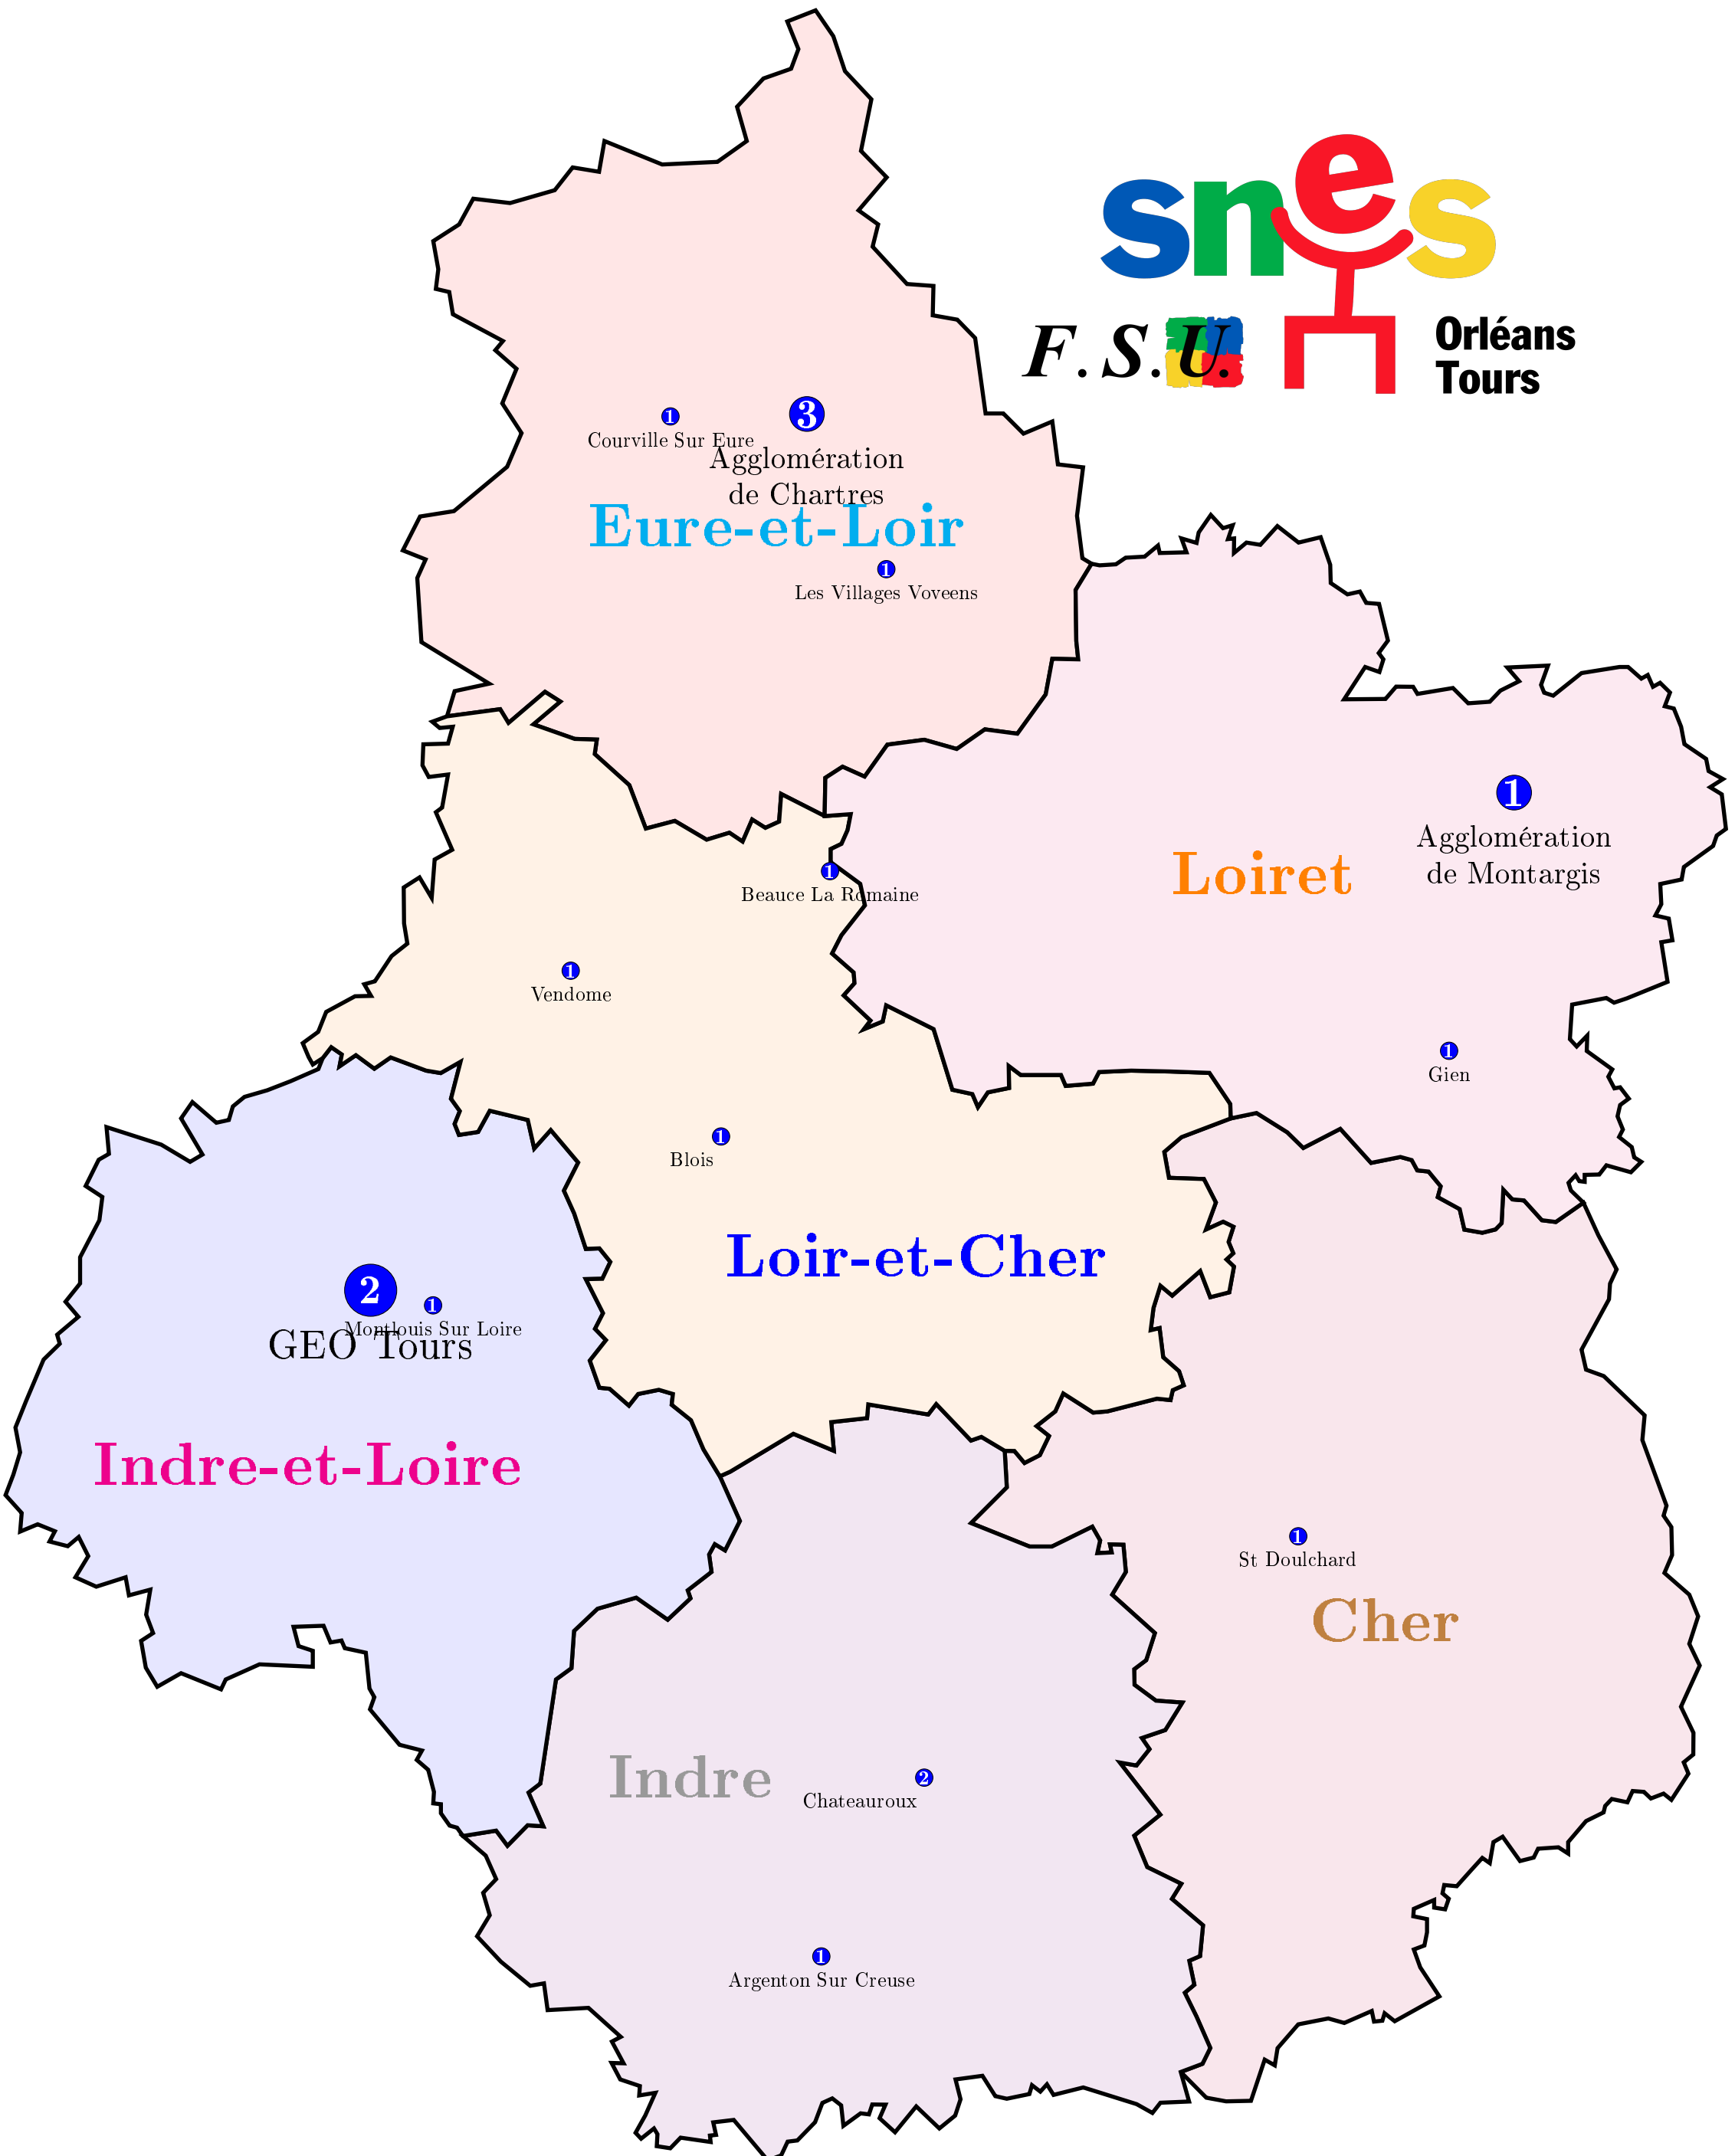 snes
F.S.U.
Orléans
Tours
1
Courville Sur Eure
3
Agglomération
de Chartres
Eure-et-Loir
1
Les Villages Voveens
1
Agglomération
de Montargis
Loiret
1
Beauce La Romaine
1
Vendome
1
Gien
1
Blois
Loir-et-Cher
2
GEO Tours
1
Montlouis Sur Loire
Indre-et-Loire
1
St Doulchard
Cher
Indre
2
Chateauroux
1
Argenton Sur Creuse